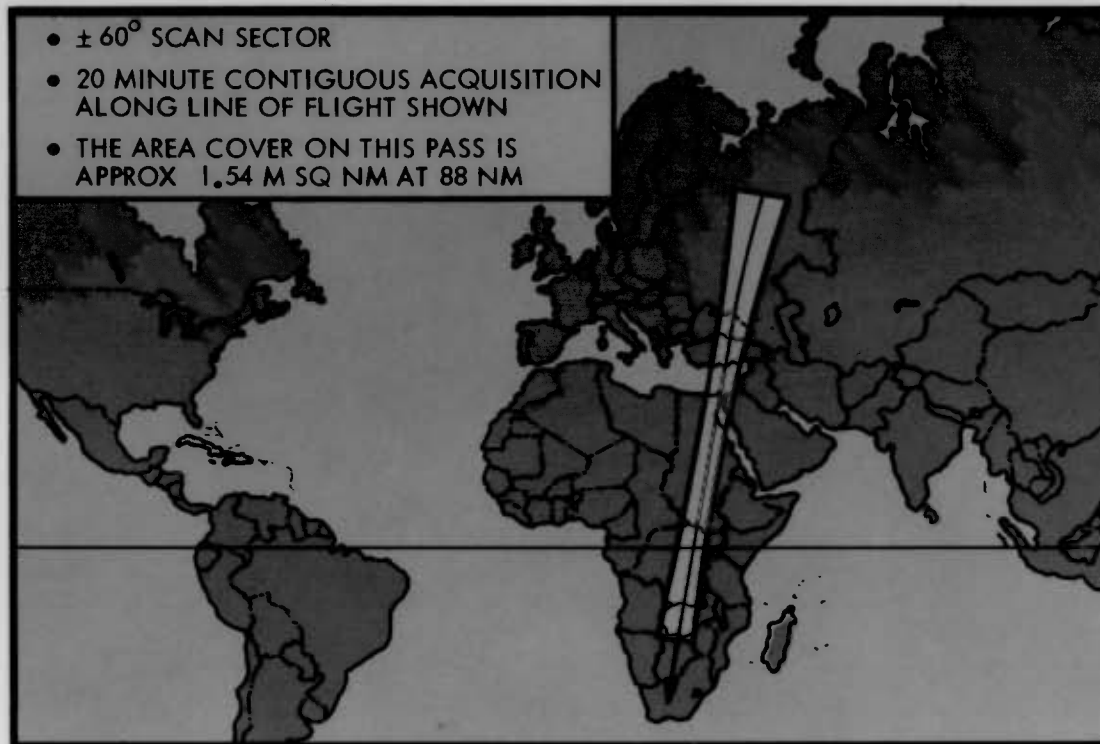 • ± 60° SCAN SECTOR
• 20 MINUTE CONTIGUOUS ACQUISITION
ALONG LINE OF FLIGHT SHOWN
• THE AREA COVER ON THIS PASS IS
APPROX 1.54 M SQ NM AT 88 NM